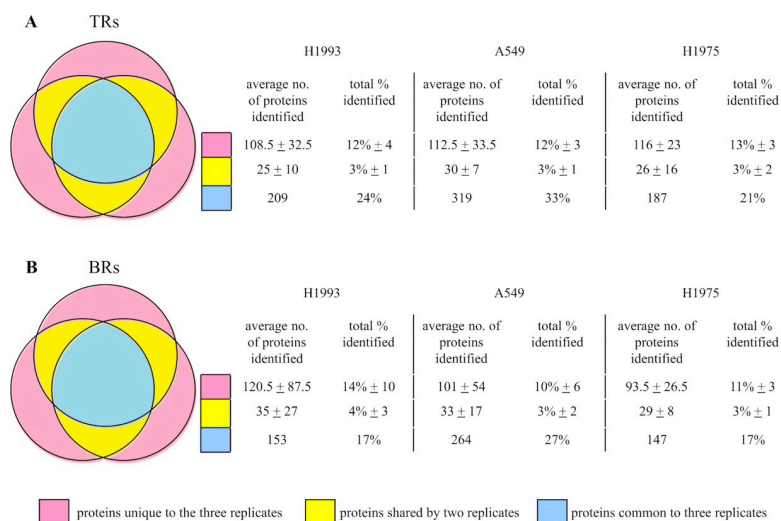 A TRs
H1993 A549 H1975
average no. total % average no. of total % average no. of total %
of proteins identified proteins identified proteins identified
identified identified identified
108.5 ± 32.5 12% ± 4 112.5 ± 33.5 12% ± 3 116 ± 23 13% ± 3
25 ± 10 3% ± 1 30 ± 7 3% ± 1 26 ± 16 3% ± 2
209 24% 319 33% 187 21%
B BRs
H1993 A549 H1975
average no. total % average no. of total % average no. of total %
of proteins identified proteins identified proteins identified
identified identified identified
120.5 ± 87.5 14% ± 10 101 ± 54 10% ± 6 93.5 ± 26.5 11% ± 3
35 ± 27 4% ± 3 33 ± 17 3% ± 2 29 ± 8 3% ± 1
153 17% 264 27% 147 17%
proteins unique to the three replicates proteins shared by two replicates proteins common to three replicates